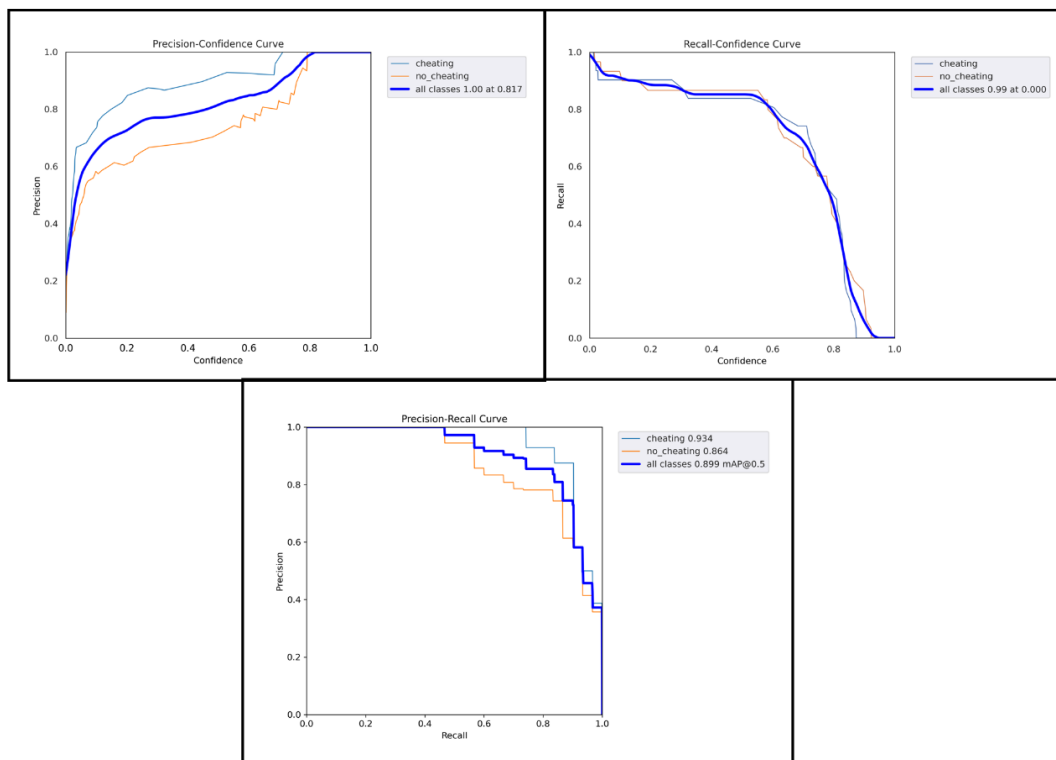 Precision-Confidence Curve
1.0
0.8
0.6
0.4
0.2
0.0
Precision
0.0 0.2 0.4 0.6 0.8 1.0
Confidence
cheating
no_cheating
all classes 1.00 at 0.817
Recall-Confidence Curve
1.0
0.8
0.6
0.4
0.2
0.0
Recall
0.0 0.2 0.4 0.6 0.8 1.0
Confidence
cheating
no_cheating
all classes 0.99 at 0.000
Precision-Recall Curve
1.0
0.8
0.6
0.4
0.2
0.0
Precision
0.0 0.2 0.4 0.6 0.8 1.0
Recall
cheating 0.934
no_cheating 0.864
all classes 0.899 mAP@0.5